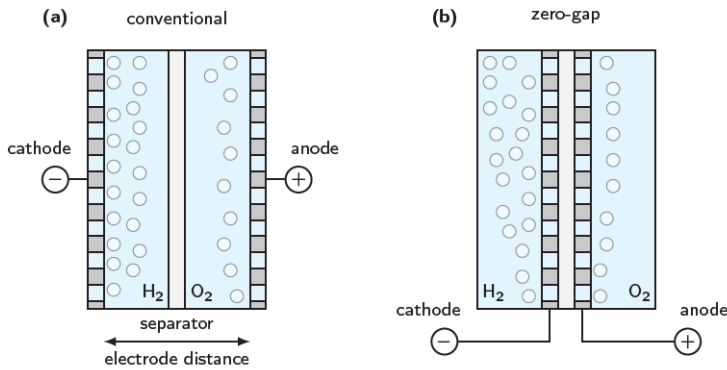 (a) conventional
cathode
−
anode
+
H2 O2
separator
electrode distance
(b) zero-gap
H2 O2
cathode
−
anode
+